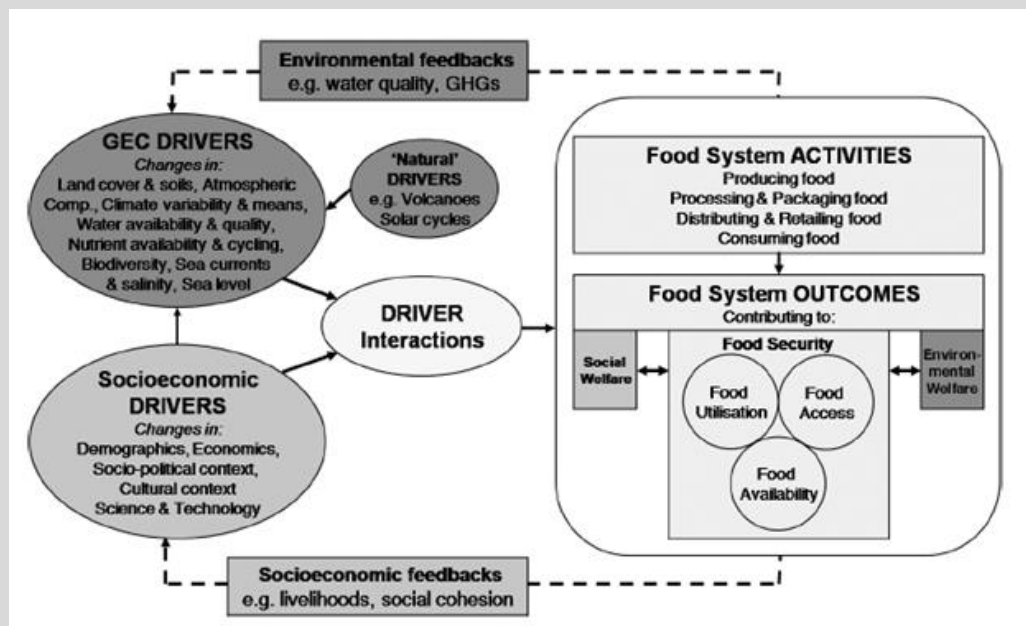 Environmental feedbacks
e.g. water quality, GHGs
GEC DRIVERS
Changes in:
Land cover & soils, Atmospheric
Comp., Climate variability & means,
Water availability & quality,
Nutrient availability & cycling,
Biodiversity, Sea currents
& salinity, Sea level
'Natural'
DRIVERS
e.g. Volcanoes
Solar cycles
DRIVER
Interactions
Socioeconomic
DRIVERS
Changes in:
Demographics, Economics,
Socio-political context,
Cultural context
Science & Technology
Socioeconomic feedbacks
e.g. livelihoods, social cohesion
Food System ACTIVITIES
Producing food
Processing & Packaging food
Distributing & Retailing food
Consuming food
Food System OUTCOMES
Contributing to:
Food Security
Social
Welfare
Environ-
mental
Welfare
Food
Utilisation
Food
Access
Food
Availability